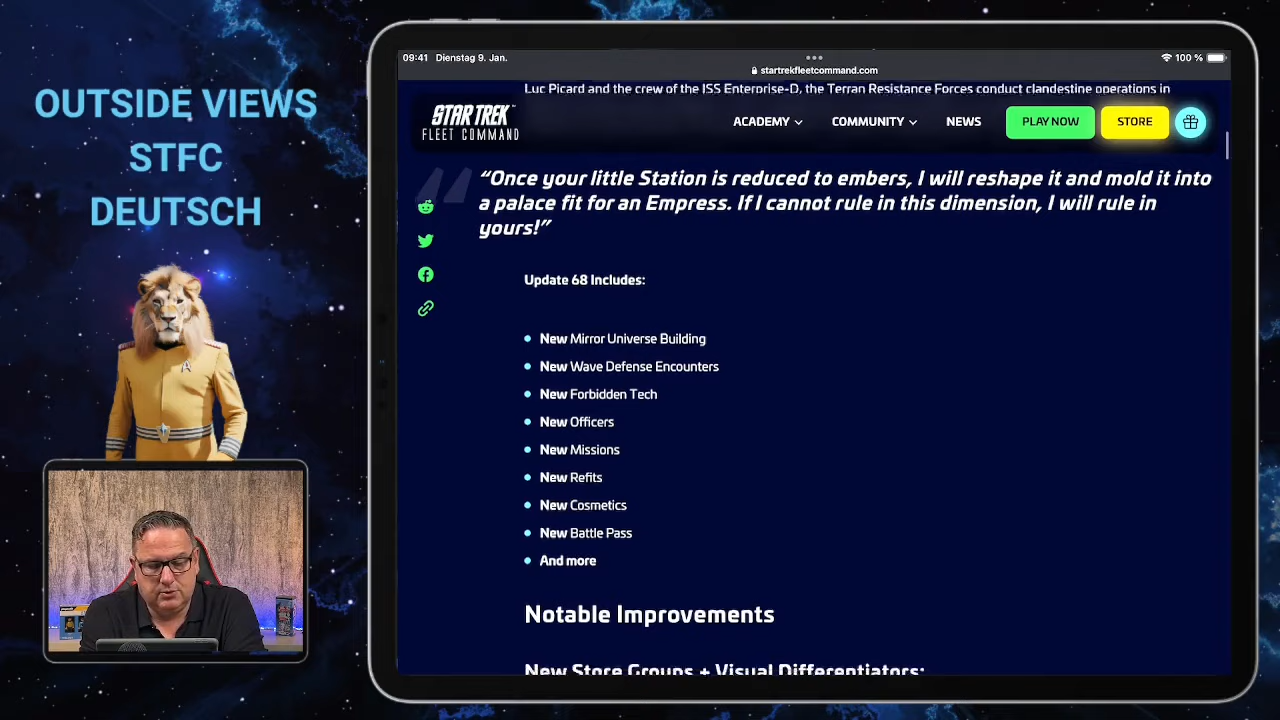 OUTSIDE VIEWS
STFC
DEUTSCH
09:41 Dienstag 9. Jan.
100 %
startrekfleetcommand.com
Luc Picard and the crew of the ISS Enterprise-D, the Terran Resistance Forces conduct clandestine operations in
STAR TREK
FLEET COMMAND
ACADEMY
COMMUNITY
NEWS
PLAY NOW
STORE
“Once your little Station is reduced to embers, I will reshape it and mold it into
a palace fit for an Empress. If I cannot rule in this dimension, I will rule in
yours!”
Update 68 Includes:
New Mirror Universe Building
New Wave Defense Encounters
New Forbidden Tech
New Officers
New Missions
New Refits
New Cosmetics
New Battle Pass
And more
Notable Improvements
New Store Groups + Visual Differentiators: